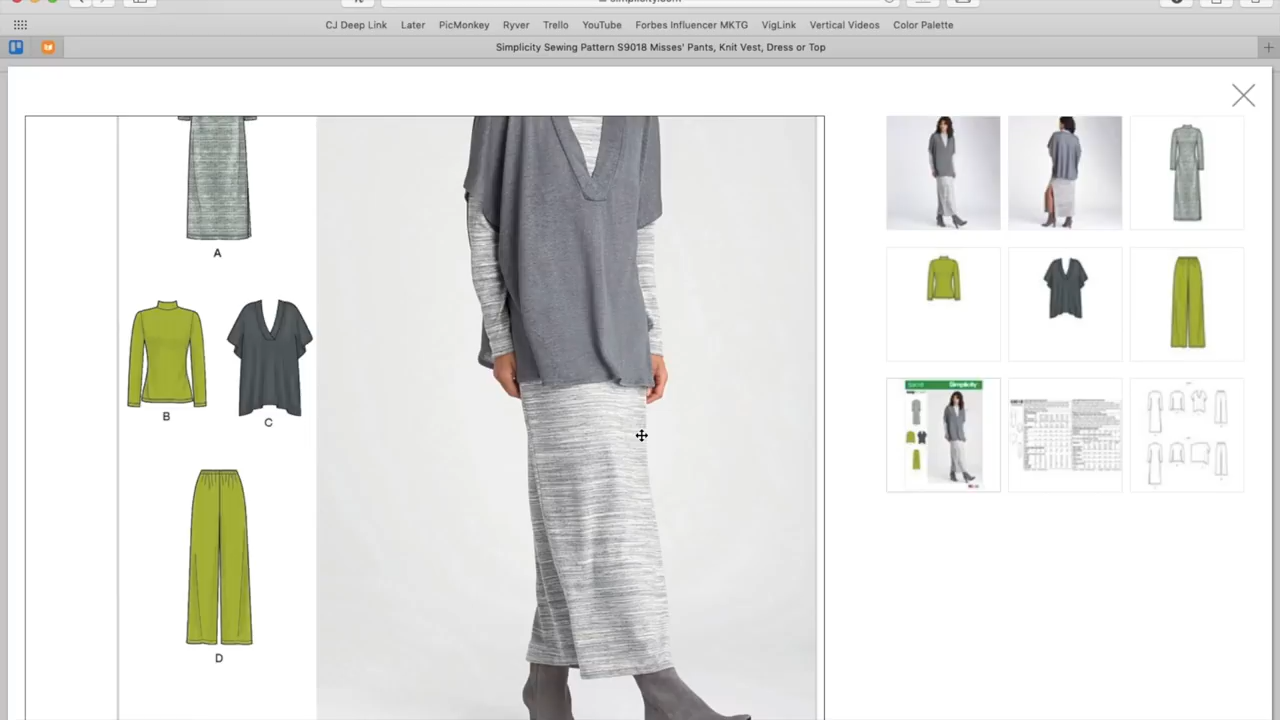 CJ Deep Link Later PicMonkey Ryver Trello YouTube Forbes Influencer MKTG VigLink Vertical Videos Color Palette
Simplicity Sewing Pattern S9018 Misses' Pants, Knit Vest, Dress or Top
A
B
C
D
Simplicity